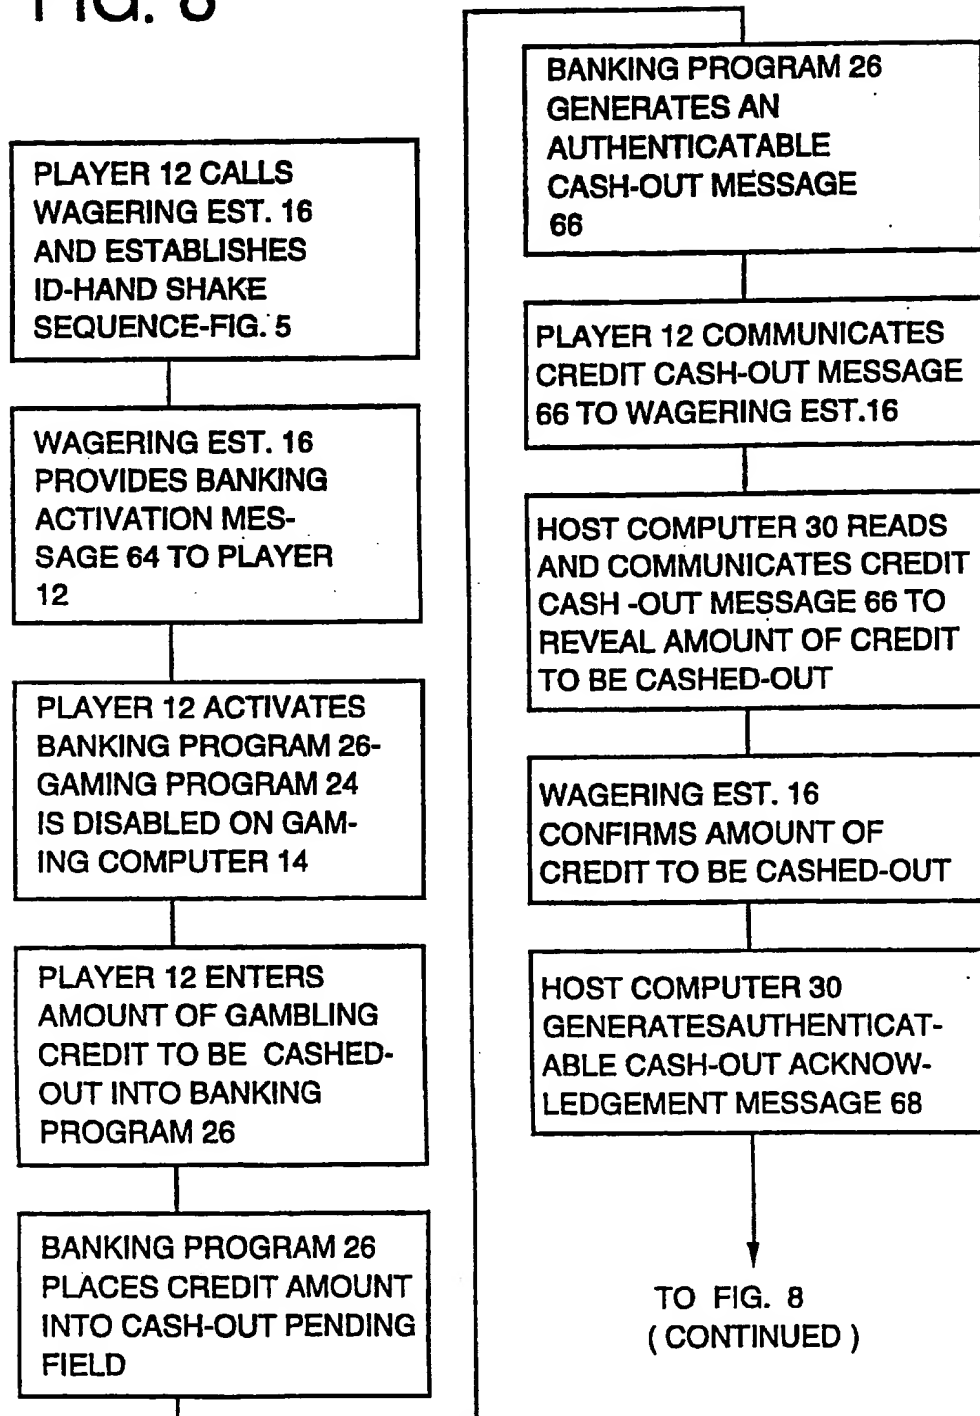 FIG. 8
PLAYER 12 CALLS
WAGERING EST. 16
AND ESTABLISHES
ID-HAND SHAKE
SEQUENCE-FIG. 5
WAGERING EST. 16
PROVIDES BANKING
ACTIVATION MES-
SAGE 64 TO PLAYER
12
PLAYER 12 ACTIVATES
BANKING PROGRAM 26-
GAMING PROGRAM 24
IS DISABLED ON GAM-
ING COMPUTER 14
PLAYER 12 ENTERS
AMOUNT OF GAMBLING
CREDIT TO BE CASHED-
OUT INTO BANKING
PROGRAM 26
BANKING PROGRAM 26
PLACES CREDIT AMOUNT
INTO CASH-OUT PENDING
FIELD
BANKING PROGRAM 26
GENERATES AN
AUTHENTICATABLE
CASH-OUT MESSAGE
66
PLAYER 12 COMMUNICATES
CREDIT CASH-OUT MESSAGE
66 TO WAGERING EST.16
HOST COMPUTER 30 READS
AND COMMUNICATES CREDIT
CASH -OUT MESSAGE 66 TO
REVEAL AMOUNT OF CREDIT
TO BE CASHED-OUT
WAGERING EST. 16
CONFIRMS AMOUNT OF
CREDIT TO BE CASHED-OUT
HOST COMPUTER 30
GENERATESAUTHENTICAT-
ABLE CASH-OUT ACKNOW-
LEDGEMENT MESSAGE 68
TO FIG. 8
( CONTINUED )